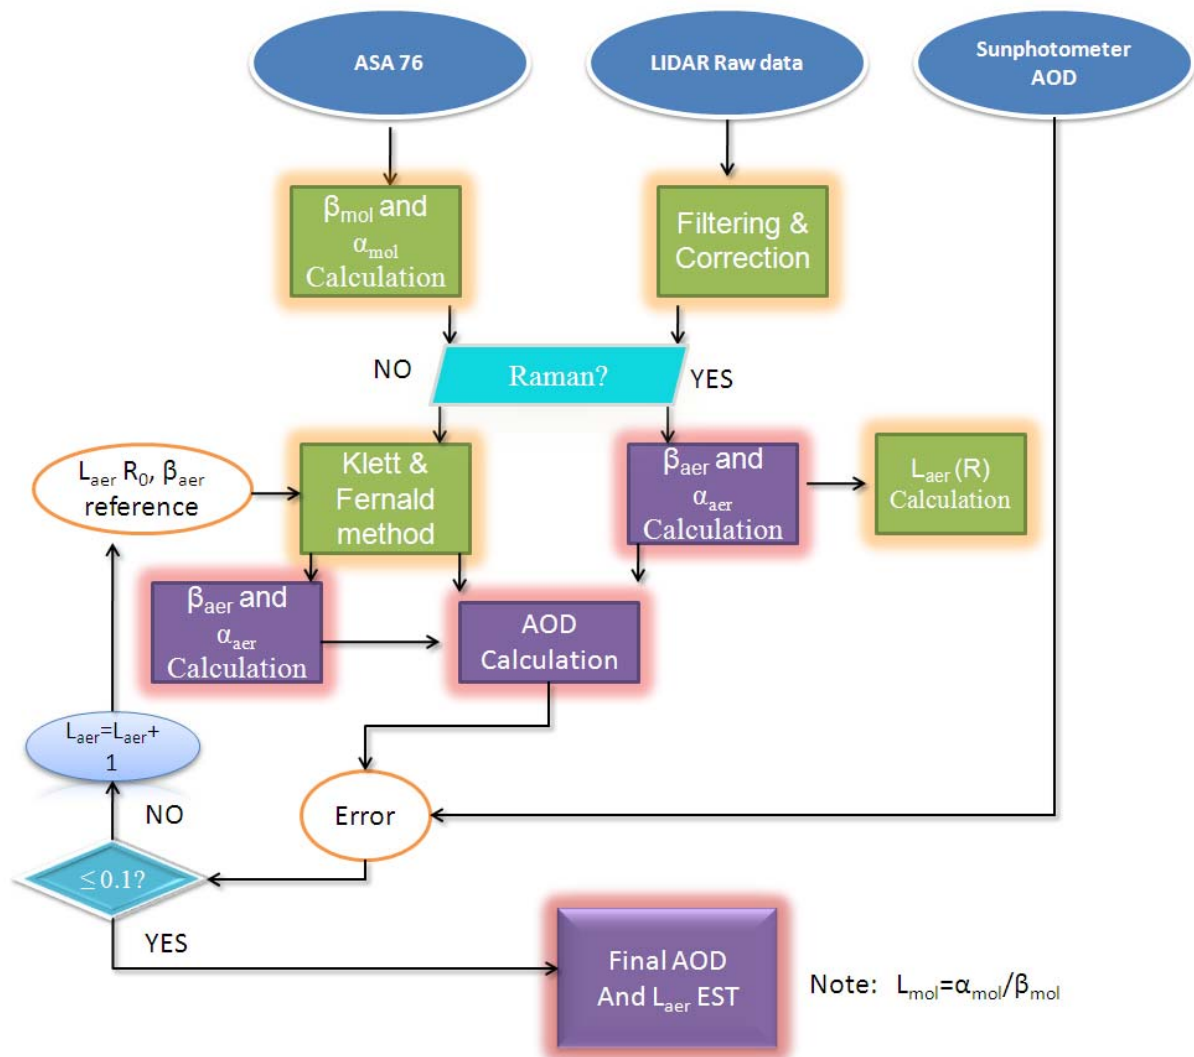 ASA 76
LIDAR Raw data
Sunphotometer
AOD
βmol and
αmol
Calculation
Filtering &
Correction
NO
Raman?
YES
Laer R0, βaer
reference
Klett &
Fernald
method
βaer and
αaer
Calculation
Laer (R)
Calculation
βaer and
αaer
Calculation
AOD
Calculation
Laer=Laer+
1
NO
Error
≤ 0.1?
YES
Final AOD
And Laer EST
Note: Lmol=αmol/βmol